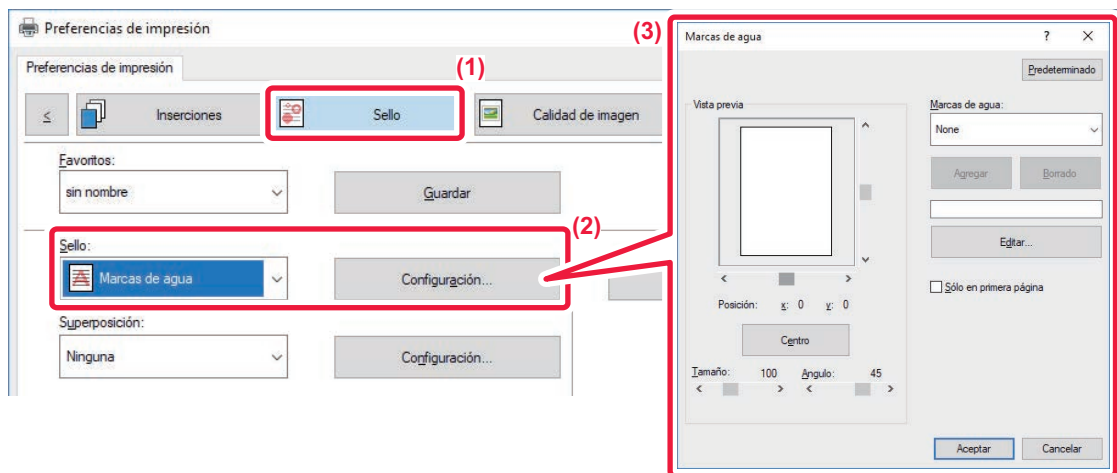 Preferencias de impresión
Preferencias de impresión
(1)
≤
Inserciones
Sello
Calidad de imagen
Favoritos:
sin nombre
Guardar
(2)
Sello:
Marcas de agua
Configuración...
Superposición:
Ninguna
Configuración...
(3)
Marcas de agua
?
Predeterminado
Vista previa
Marcas de agua:
None
Agregar
Borrado
Editar...
Sólo en primera página
Posición: x: 0 y: 0
Centro
Tamaño: 100 Angulo: 45
Aceptar
Cancelar